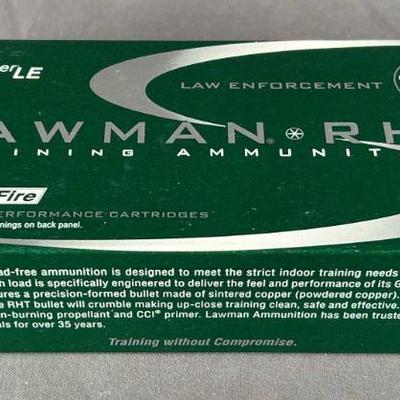 er LE
LAW ENFORCEMENT
AWMAN® RH
INING AMMUNIT
Fire
ERFORMANCE CARTRIDGES
nings on back panel.
ad-free ammunition is designed to meet the strict indoor training needs
h load is specifically engineered to deliver the feel and performance of its G
ures a precision-formed bullet made of sintered copper (powdered copper).
e RHT bullet will crumble making up-close training clean, safe and effective.
n-burning propellant and CCI® primer. Lawman Ammunition has been truste
als for over 35 years.
Training without Compromise.